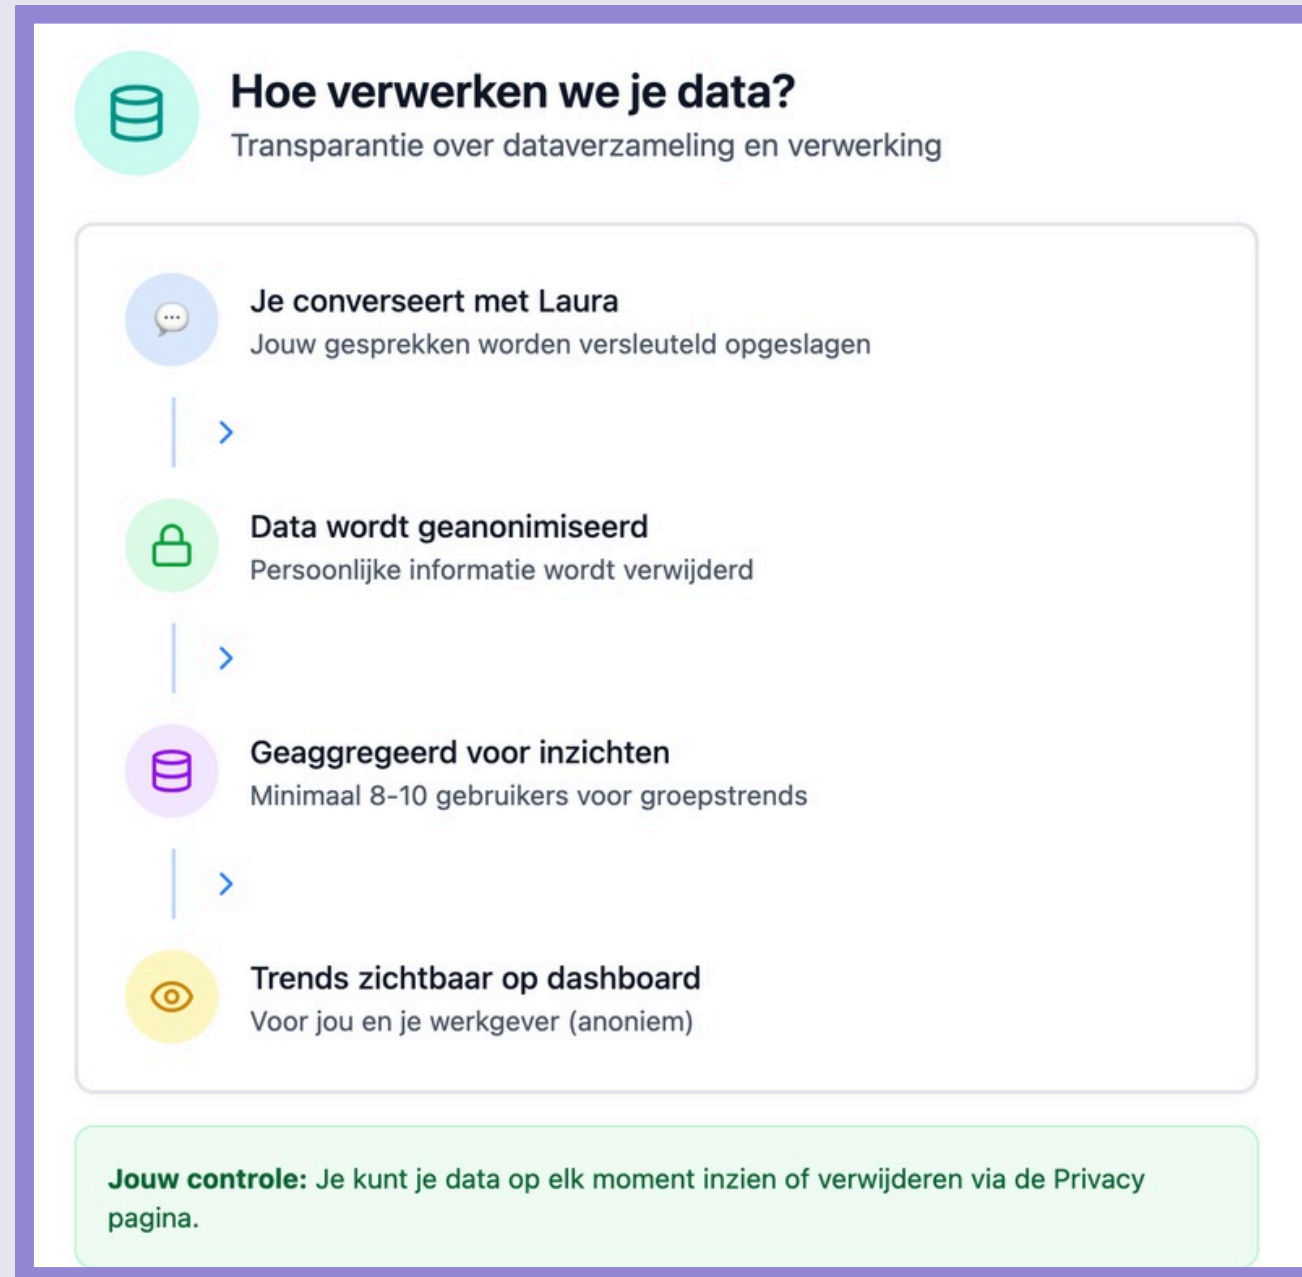 Hoe verwerken we je data?
Transparantie over dataverzameling en verwerking
Je converseert met Laura
Jouw gesprekken worden versleuteld opgeslagen
Data wordt geanonimiseerd
Persoonlijke informatie wordt verwijderd
Geaggregeerd voor inzichten
Minimaal 8-10 gebruikers voor groepstrends
Trends zichtbaar op dashboard
Voor jou en je werkgever (anoniem)
Jouw controle: Je kunt je data op elk moment inzien of verwijderen via de Privacy
pagina.